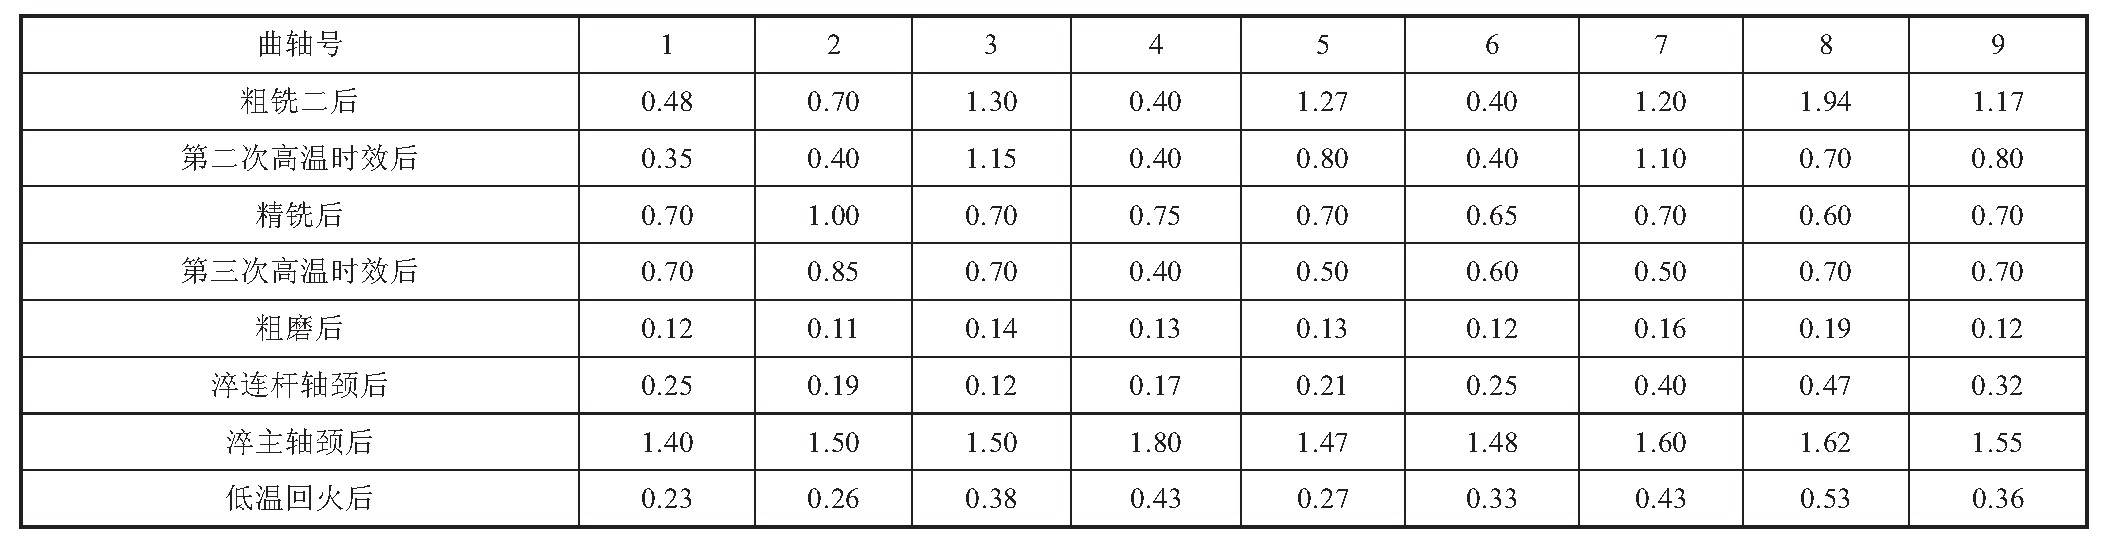 曲轴号 1 2 3 4 5 6 7 8 9
粗铣二后 0.48 0.70 1.30 0.40 1.27 0.40 1.20 1.94 1.17
第二次高温时效后 0.35 0.40 1.15 0.40 0.80 0.40 1.10 0.70 0.80
精铣后 0.70 1.00 0.70 0.75 0.70 0.65 0.70 0.60 0.70
第三次高温时效后 0.70 0.85 0.70 0.40 0.50 0.60 0.50 0.70 0.70
粗磨后 0.12 0.11 0.14 0.13 0.13 0.12 0.16 0.19 0.12
淬连杆轴颈后 0.25 0.19 0.12 0.17 0.21 0.25 0.40 0.47 0.32
淬主轴颈后 1.40 1.50 1.50 1.80 1.47 1.48 1.60 1.62 1.55
低温回火后 0.23 0.26 0.38 0.43 0.27 0.33 0.43 0.53 0.36